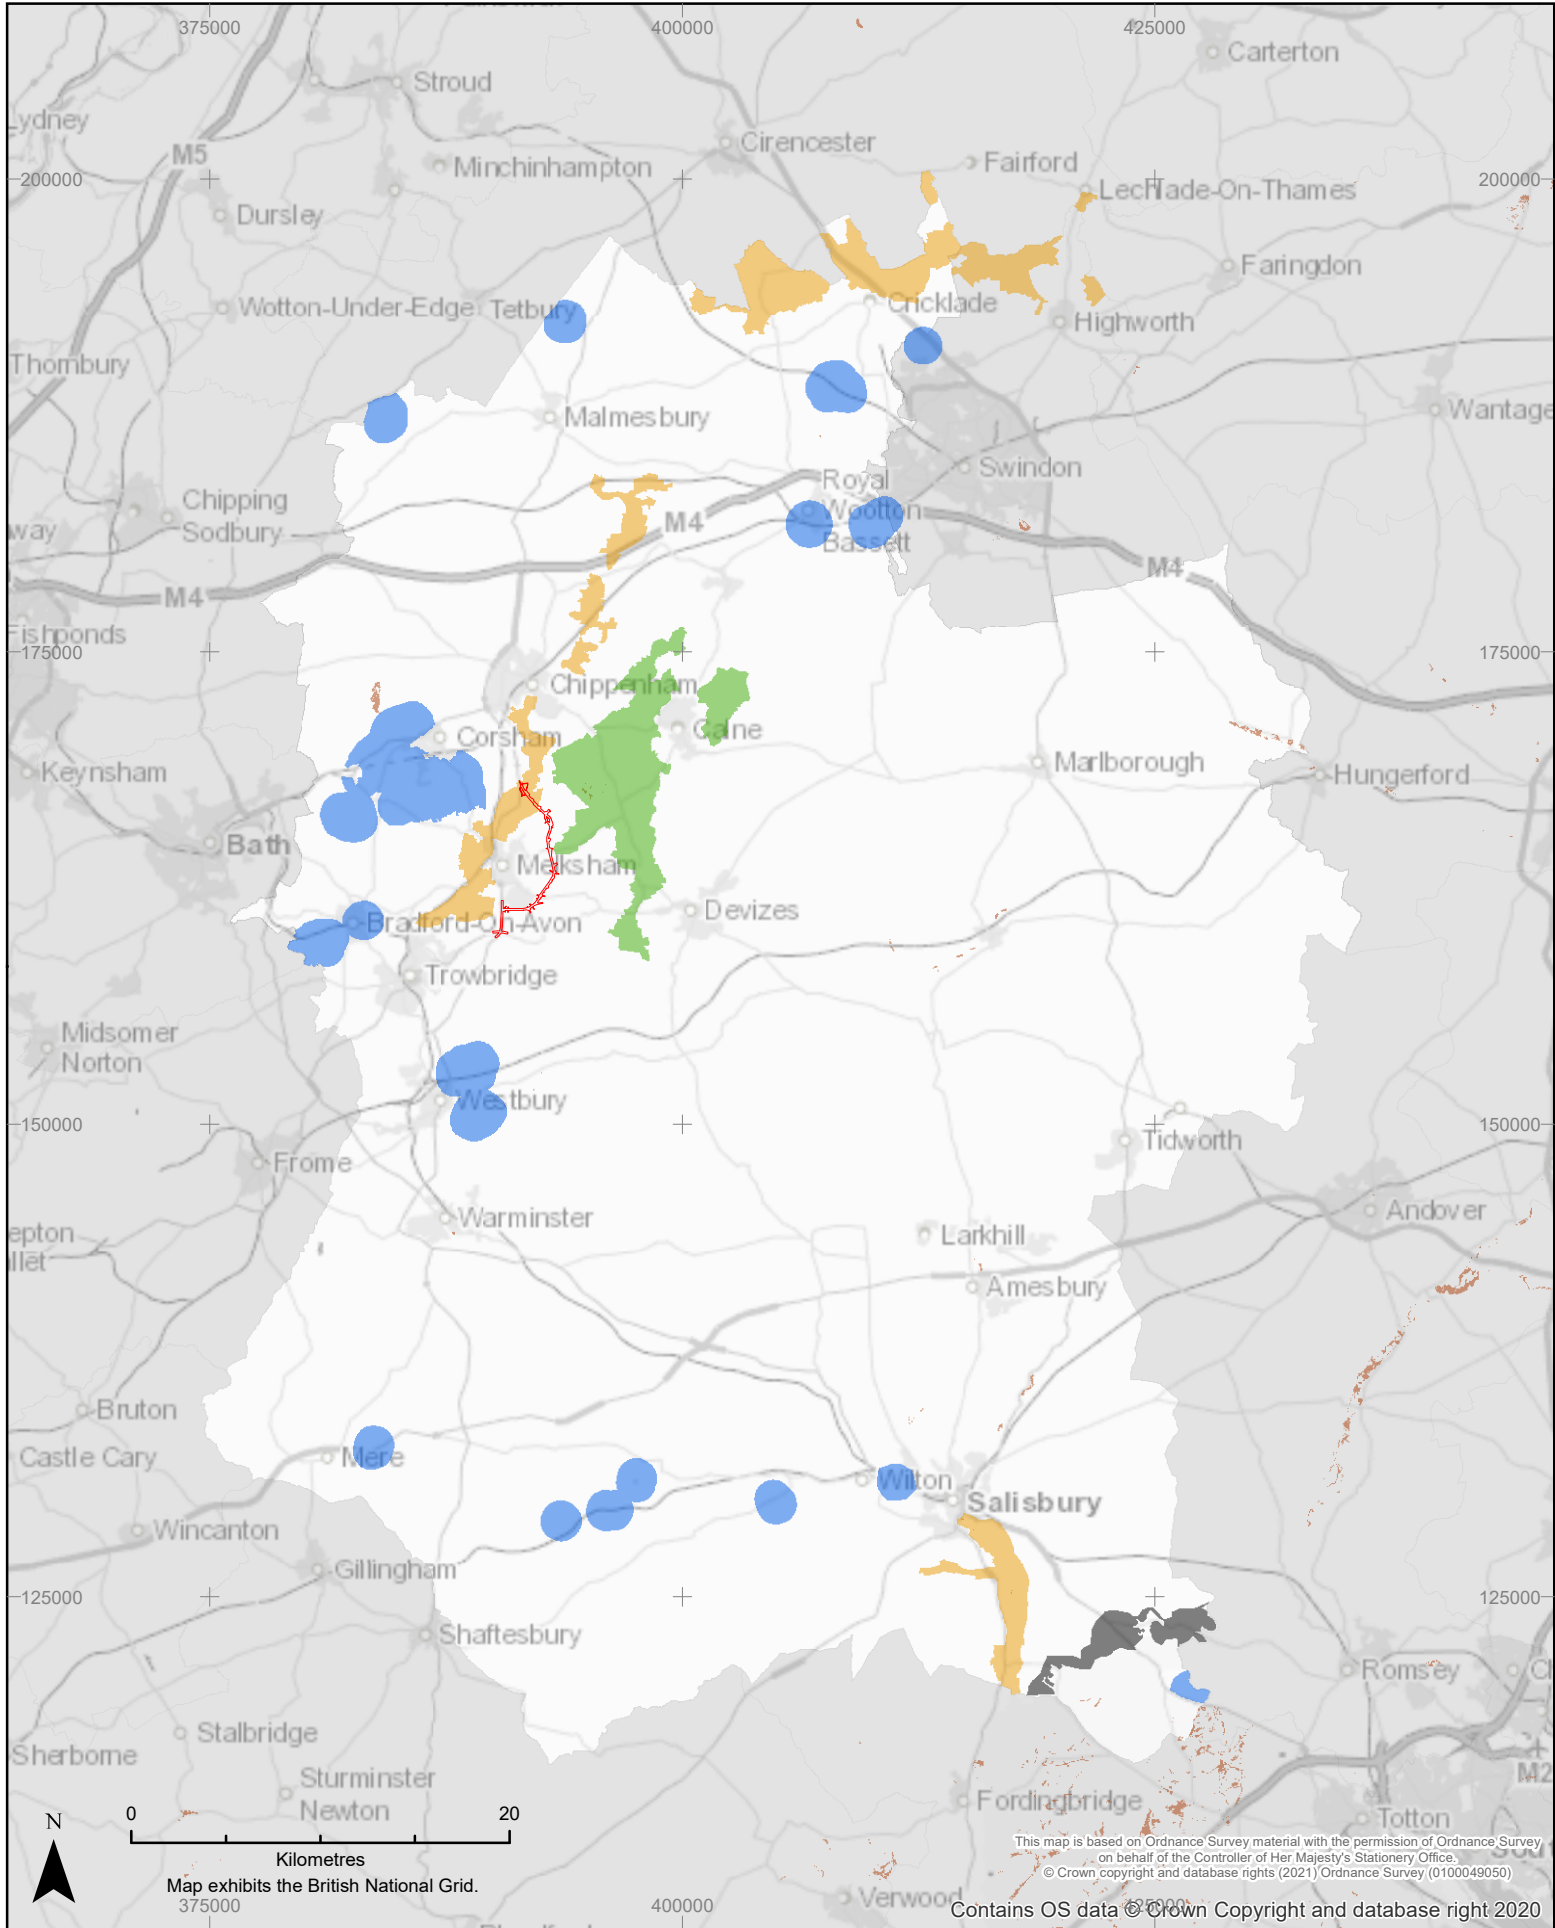 375000
400000
425000
Carterton
Stroud
Lydney
Cirencester
M5
Fairford
Minchinhampton
200000
200000
Lechlade-On-Thames
Dursley
Faringdon
Wotton-Under-Edge
Tetbury
Cricklade
Highworth
Thornbury
Malmesbury
Wantage
Swindon
Royal
Wootton
Bassett
Chipping
Sodbury
way
M4
M4
M4
Fishponds
175000
175000
Chippenham
Calne
Corsham
Marlborough
Keynsham
Hungerford
Bath
Melksham
Devizes
Bradford-On-Avon
Trowbridge
Midsomer
Norton
Westbury
150000
150000
Tidworth
Frome
Andover
Warminster
Larkhill
epton
llet
Amesbury
Bruton
Castle Cary
Mere
Wilton
Salisbury
Wincanton
Gillingham
125000
125000
Shaftesbury
Romsey
Stalbridge
Sherborne
M2
Sturminster
Newton
Fordingbridge
Totton
N
0
20
Kilometres
Map exhibits the British National Grid.
This map is based on Ordnance Survey material with the permission of Ordnance Survey
on behalf of the Controller of Her Majesty's Stationery Office.
© Crown copyright and database rights (2021) Ordnance Survey (0100049050)
Verwood
375000
400000
425000
Contains OS data © Crown Copyright and database right 2020